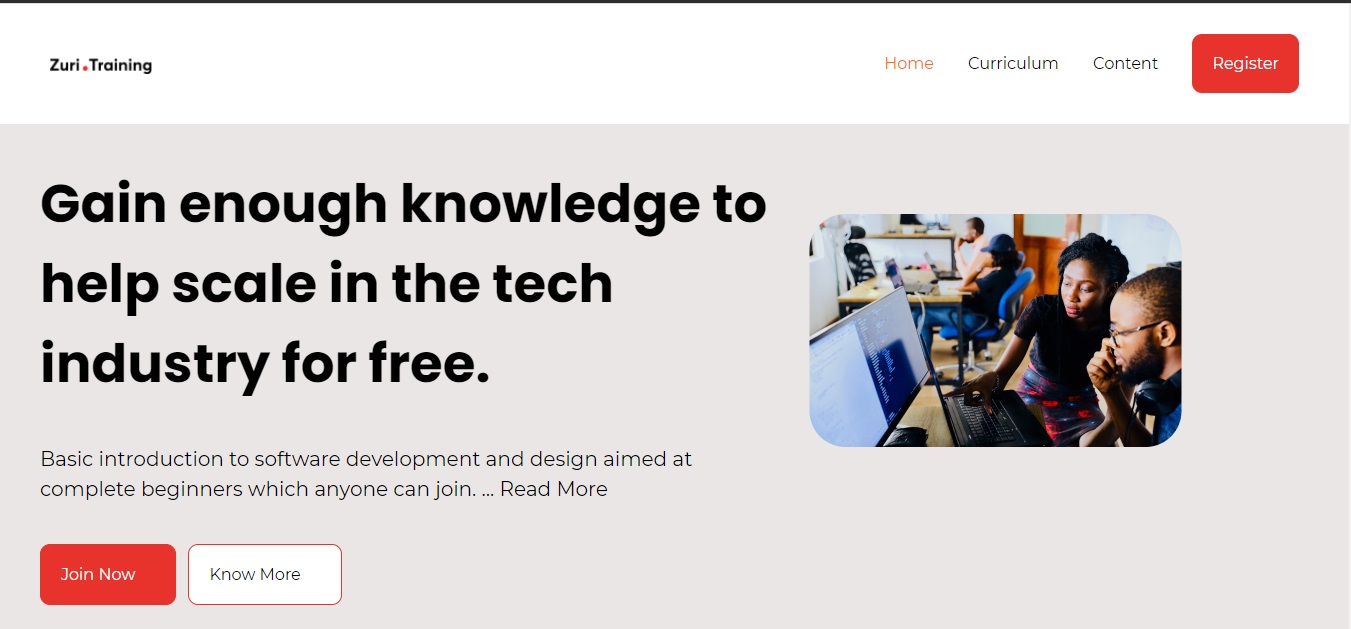 Zuri.Training
Home Curriculum Content Register
Gain enough knowledge to
help scale in the tech
industry for free.
Basic introduction to software development and design aimed at
complete beginners which anyone can join. ... Read More
Join Now Know More